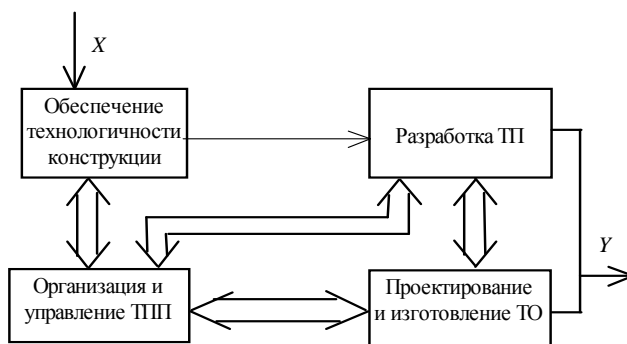 X
Обеспечение
технологичности
конструкции
Разработка ТП
Организация и
управление ТПП
Проектирование
и изготовление ТО
Y